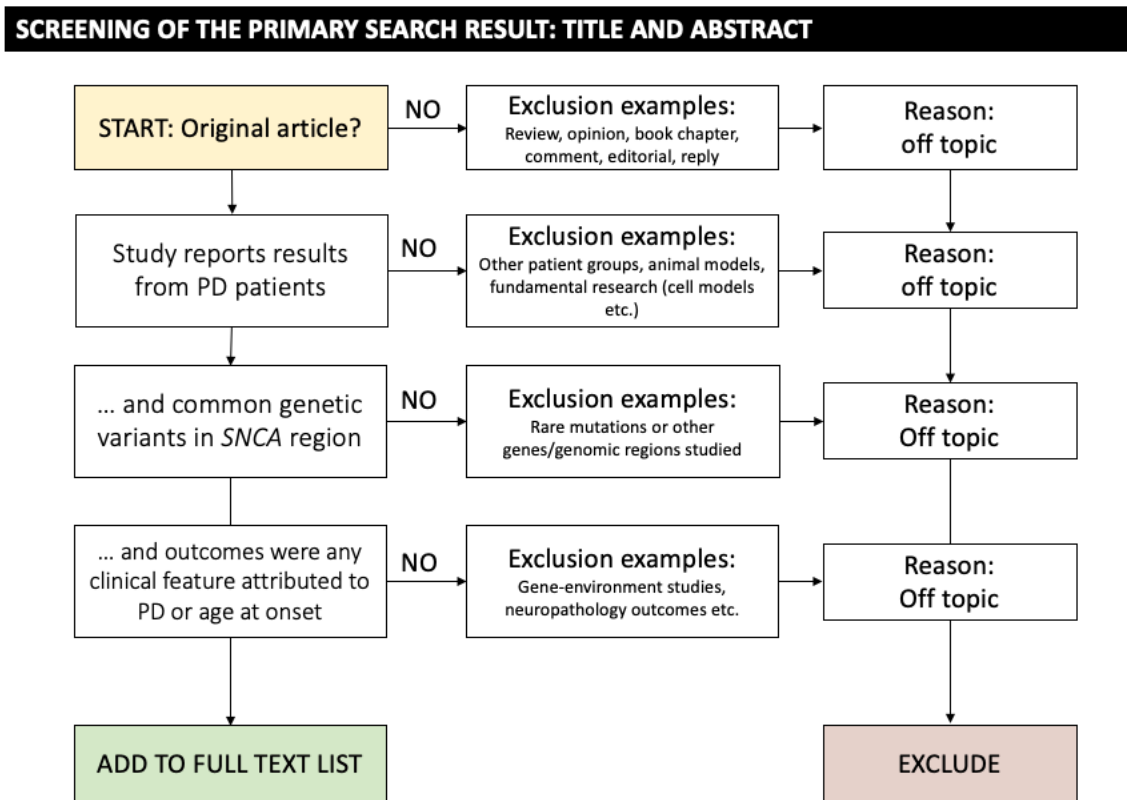 SCREENING OF THE PRIMARY SEARCH RESULT: TITLE AND ABSTRACT
START: Original article?
NO
Exclusion examples:
Review, opinion, book chapter,
comment, editorial, reply
Reason:
off topic
Study reports results
from PD patients
NO
Exclusion examples:
Other patient groups, animal models,
fundamental research (cell models
etc.)
Reason:
off topic
... and common genetic
variants in SNCA region
NO
Exclusion examples:
Rare mutations or other
genes/genomic regions studied
Reason:
Off topic
... and outcomes were any
clinical feature attributed to
PD or age at onset
NO
Exclusion examples:
Gene-environment studies,
neuropathology outcomes etc.
Reason:
Off topic
ADD TO FULL TEXT LIST
EXCLUDE